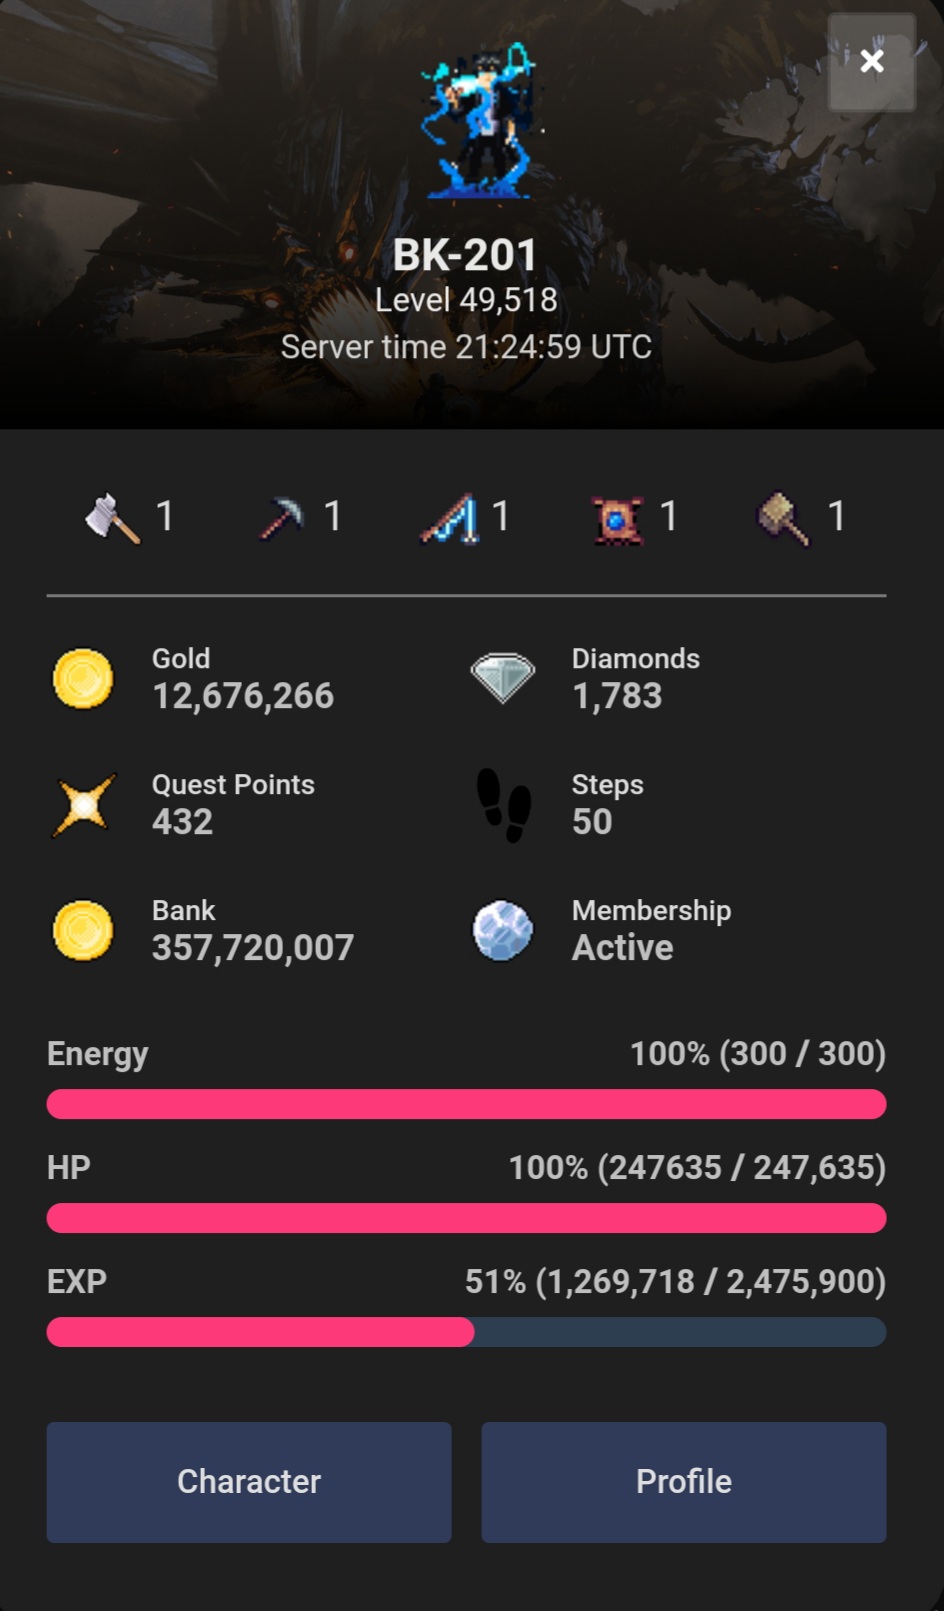 BK-201
Level 49,518
Server time 21:24:59 UTC
1 1 1 1 1
Gold
12,676,266
Diamonds
1,783
Quest Points
432
Steps
50
Bank
357,720,007
Membership
Active
Energy 100% (300 / 300)
HP 100% (247635 / 247,635)
EXP 51% (1,269,718 / 2,475,900)
Character Profile